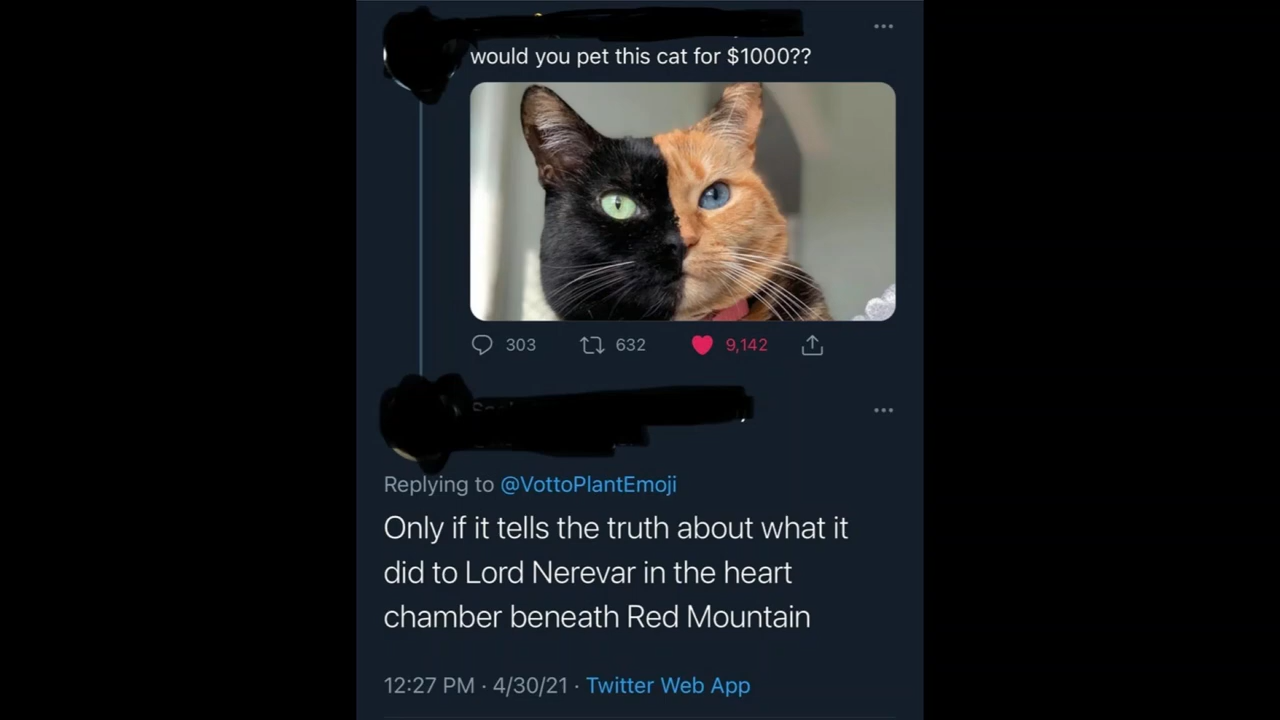 would you pet this cat for $1000??
303 632 9,142
Replying to @VottoPlantEmoji
Only if it tells the truth about what it
did to Lord Nerevar in the heart
chamber beneath Red Mountain
12:27 PM · 4/30/21 · Twitter Web App